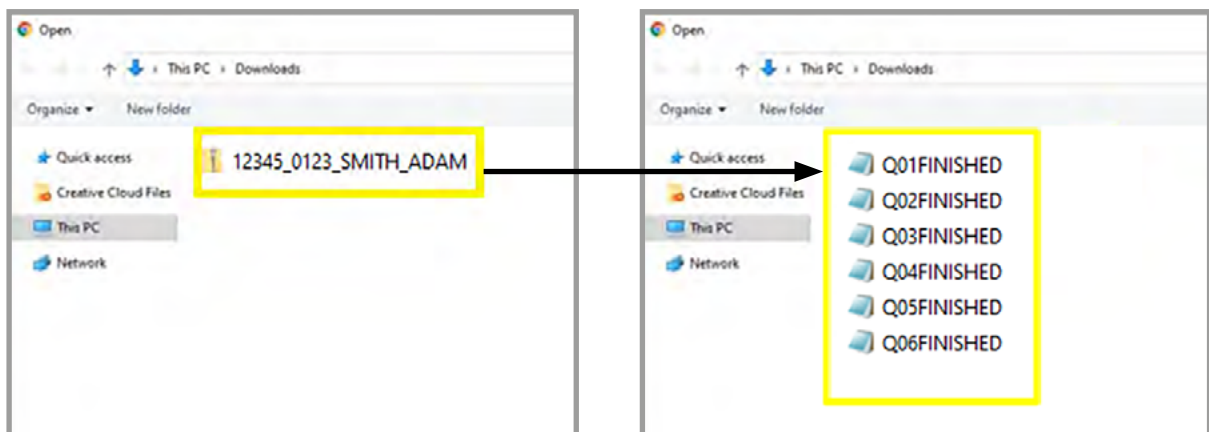 Open
This PC › Downloads
Organize New folder
Quick access
12345_0123_SMITH_ADAM
Creative Cloud Files
This PC
Network
Open
This PC › Downloads
Organize New folder
Quick access
Creative Cloud Files
This PC
Network
Q01FINISHED
Q02FINISHED
Q03FINISHED
Q04FINISHED
Q05FINISHED
Q06FINISHED